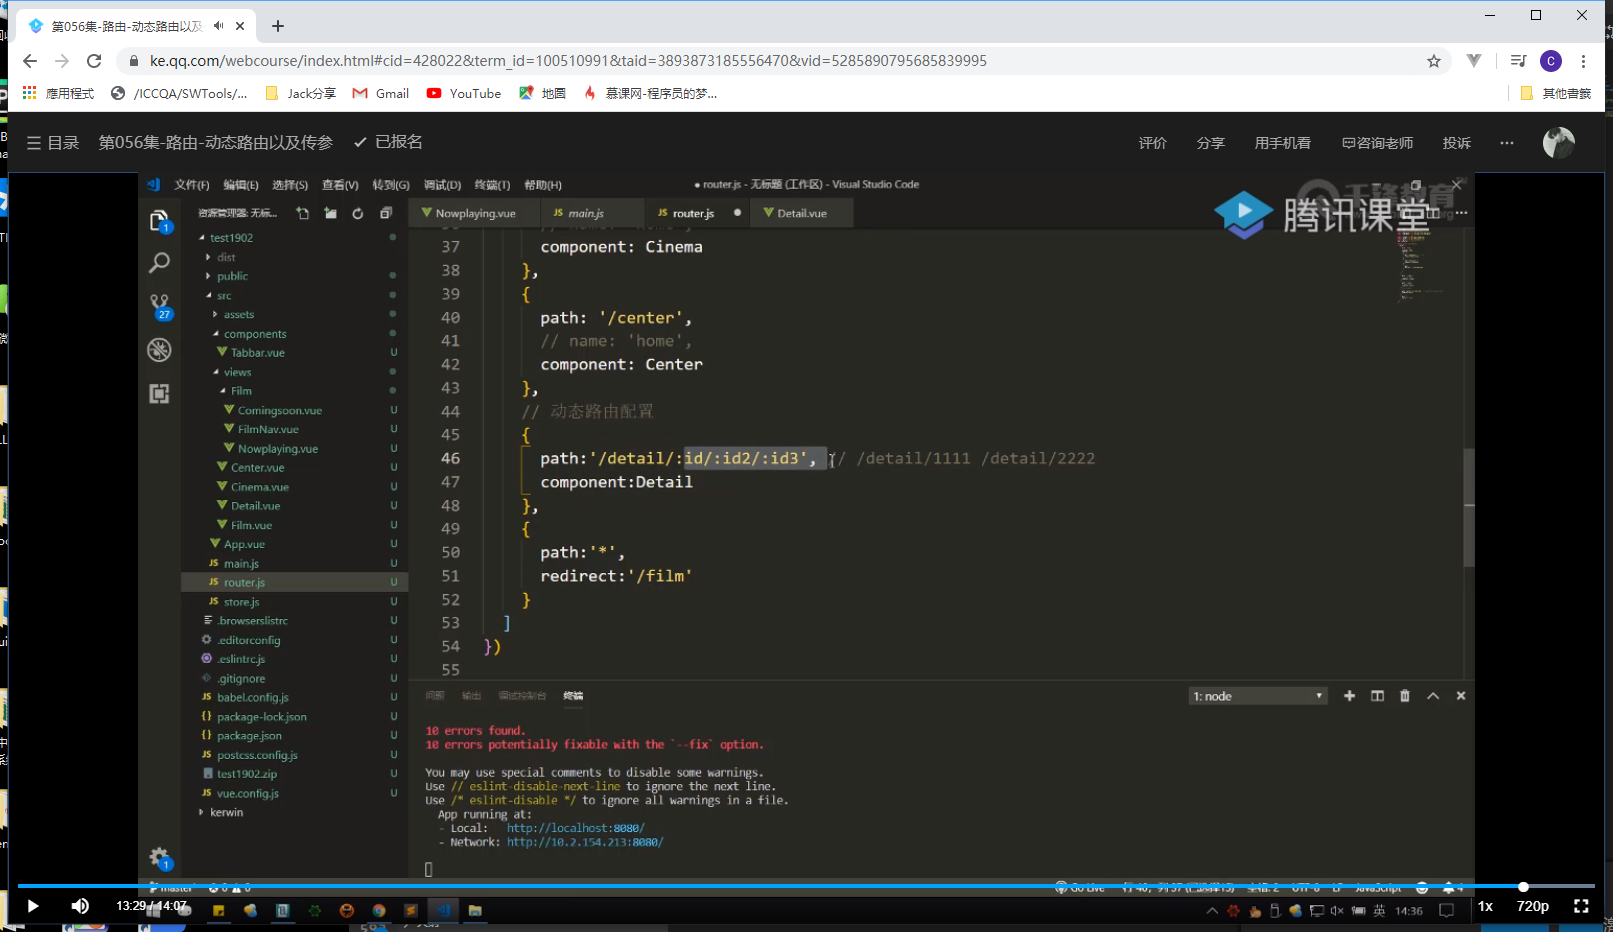 第056集-路由-动态路由以及
ke.qq.com/webcourse/index.html#cid=428022&term_id=100510991&taid=3893873185556470&vid=5285890795685839995
C
應用程式 /ICCQA/SWTools/... Jack分享 Gmail YouTube 地圖 慕课网-程序员的梦... 其他書籤
目录 第056集-路由-动态路由以及传参 已报名 评价 分享 用手机看 咨询老师 投诉 ...
文件(F) 编辑(E) 选择(S) 查看(V) 转到(G) 调试(D) 终端(T) 帮助(H) ● router.js - 无标题 (工作区) - Visual Studio Code
腾讯课堂
资源管理器: 无标...
Nowplaying.vue JS main.js JS router.js ● Detail.vue
test1902
dist
public
src
assets
components
Tabbar.vue U
views
Film
Comingsoon.vue U
FilmNav.vue U
Nowplaying.vue U
Center.vue U
Cinema.vue U
Detail.vue U
Film.vue U
App.vue U
JS main.js U
JS router.js U
JS store.js U
.browserslistrc U
.editorconfig U
.eslintrc.js U
.gitignore U
JS babel.config.js U
{} package-lock.json U
{} package.json U
JS postcss.config.js U
test1902.zip U
JS vue.config.js U
kerwin
1
27
1
37 component: Cinema
38 },
39 {
40 path: '/center',
41 // name: 'home',
42 component: Center
43 },
44 // 动态路由配置
45 {
46 path:'/detail/:id/:id2/:id3', // /detail/1111 /detail/2222
47 component:Detail
48 },
49 {
50 path:'*',
51 redirect:'/film'
52 }
53 ]
54 })
55
问题 输出 调试控制台 终端 1: node
10 errors found.
10 errors potentially fixable with the `--fix` option.
You may use special comments to disable some warnings.
Use // eslint-disable-next-line to ignore the next line.
Use /* eslint-disable */ to ignore all warnings in a file.
App running at:
- Local: http://localhost:8080/
- Network: http://10.2.154.213:8080/
master Go Live
13:29 / 14:07 英 14:36 1x 720p